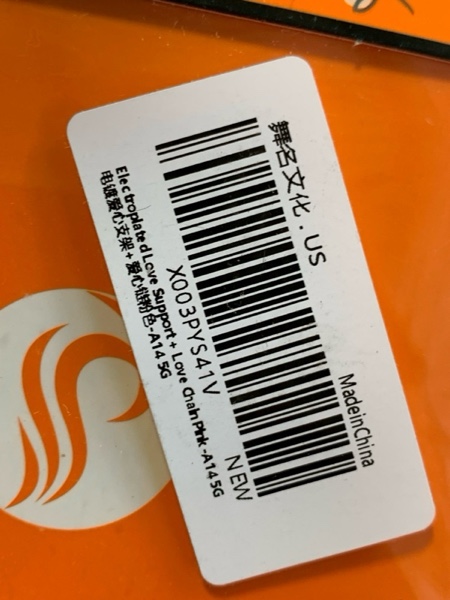 舞名文化.US
MadeinChina
X003PYS41V
NEW
Electroplated Love Support + Love Chain Pink -A14 5G
电镀爱心支架+爱心链粉色-A14 5G